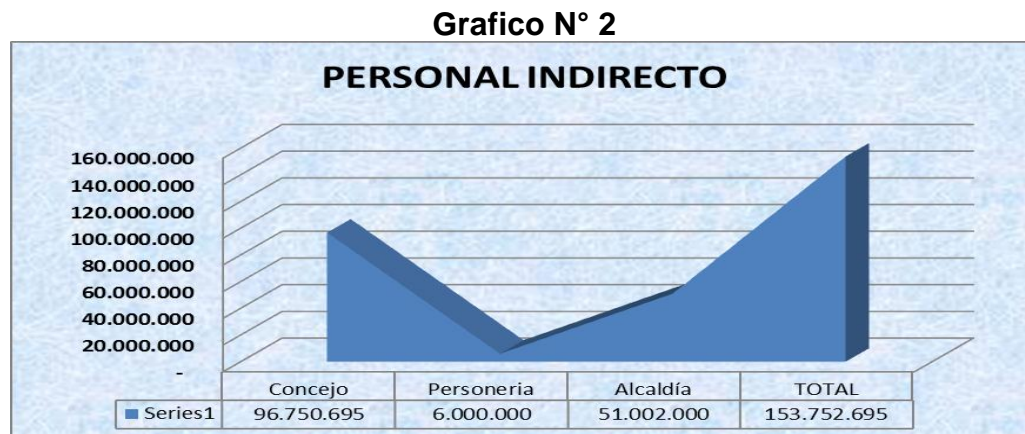 Grafico N° 2
PERSONAL INDIRECTO
160.000.000
140.000.000
120.000.000
100.000.000
80.000.000
60.000.000
40.000.000
20.000.000
-
Concejo Personeria Alcaldía TOTAL
Series1 96.750.695 6.000.000 51.002.000 153.752.695